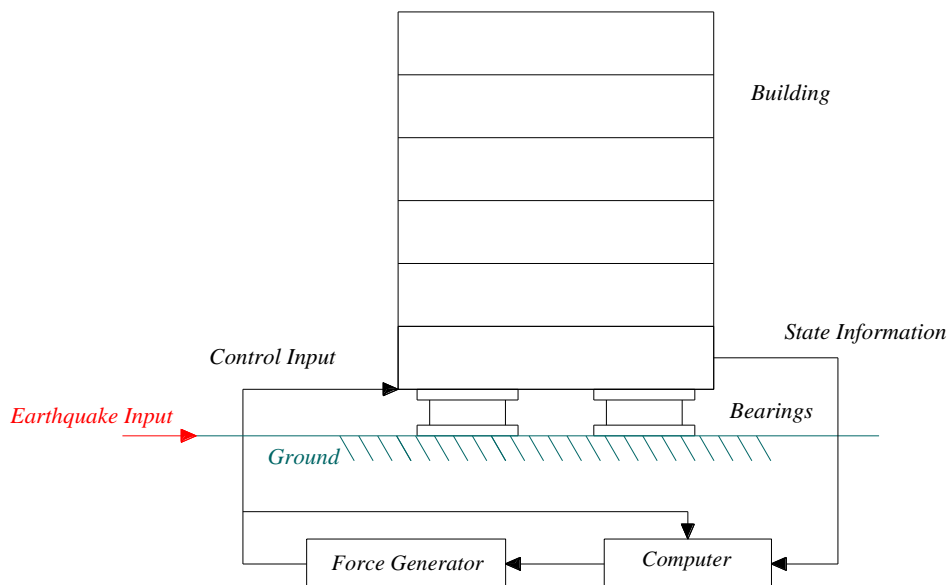 Building
State Information
Control Input
Earthquake Input
Bearings
Ground
Force Generator
Computer